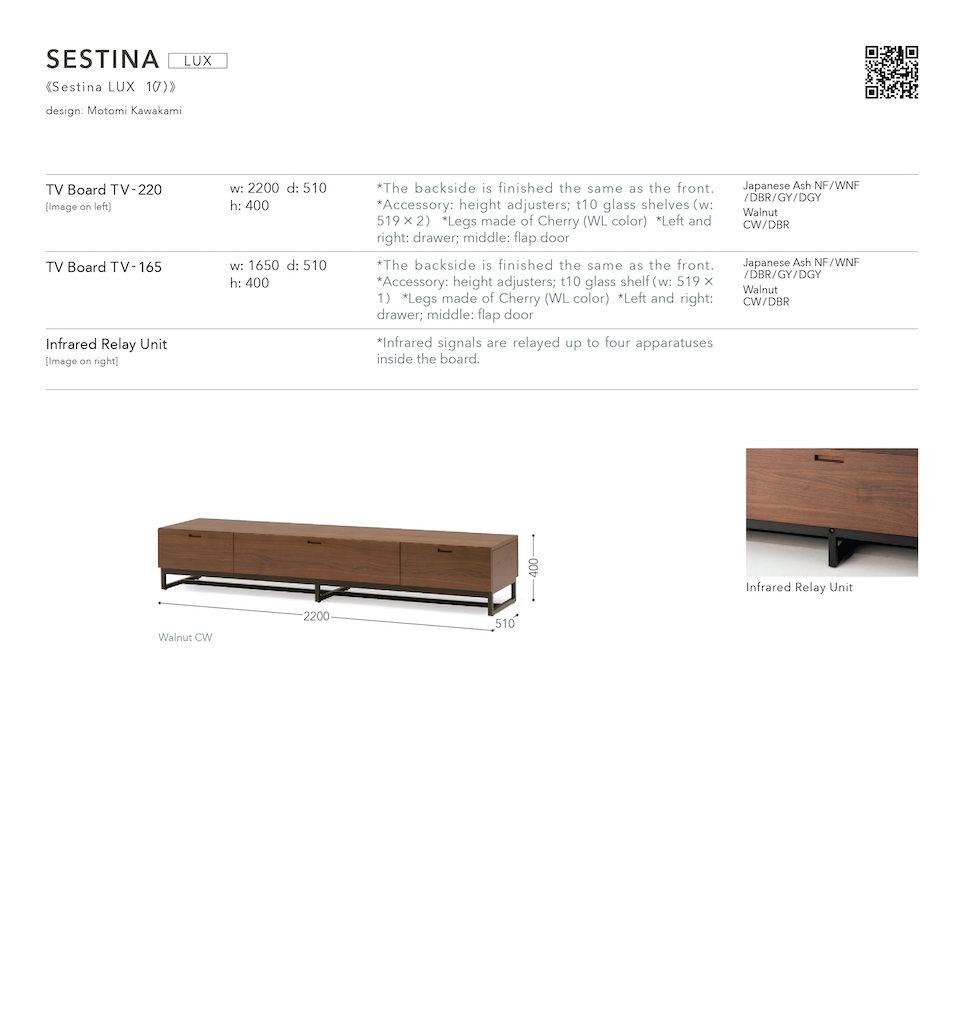 SESTINA LUX
《Sestina LUX 17)》
design: Motomi Kawakami
TV Board TV-220
[Image on left]
w: 2200 d: 510
h: 400
*The backside is finished the same as the front.
*Accessory: height adjusters; t10 glass shelves (w:
519 × 2) *Legs made of Cherry (WL color) *Left and
right: drawer; middle: flap door
Japanese Ash NF/WNF
/DBR/GY/DGY
Walnut
CW/DBR
TV Board TV-165
w: 1650 d: 510
h: 400
*The backside is finished the same as the front.
*Accessory: height adjusters; t10 glass shelf (w: 519 ×
1) *Legs made of Cherry (WL color) *Left and right:
drawer; middle: flap door
Japanese Ash NF/WNF
/DBR/GY/DGY
Walnut
CW/DBR
Infrared Relay Unit
[Image on right]
*Infrared signals are relayed up to four apparatuses
inside the board.
400
2200
510
Walnut CW
Infrared Relay Unit